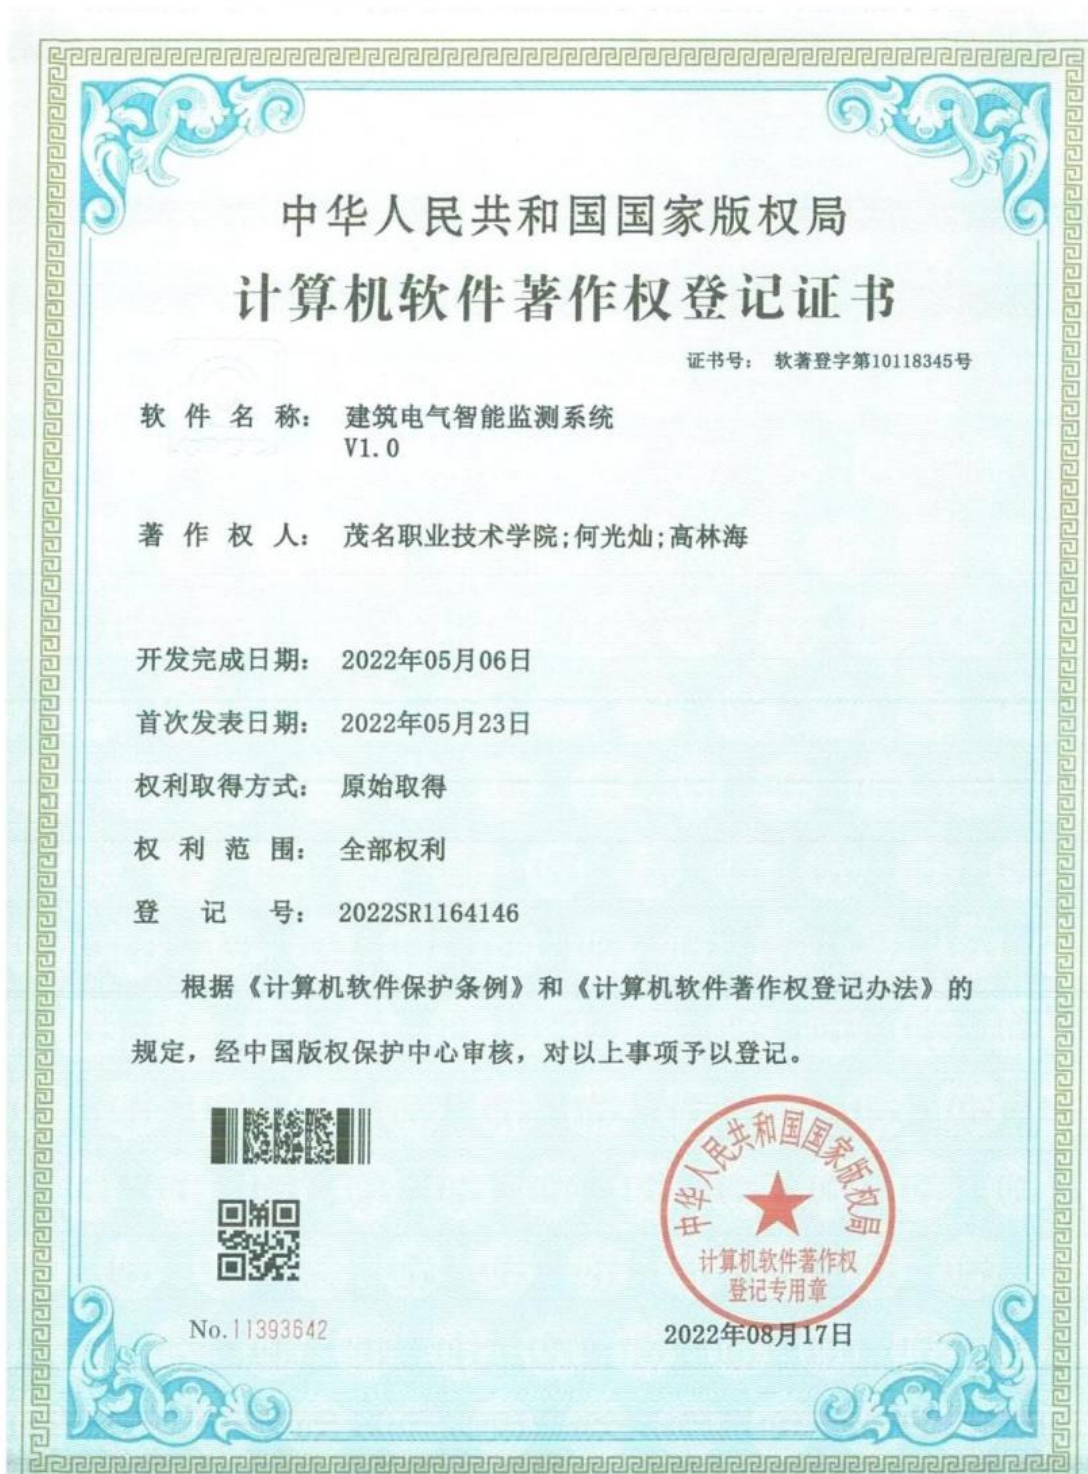 中华人民共和国国家版权局
计算机软件著作权登记证书
证书号： 软著登字第10118345号
软件名称： 建筑电气智能监测系统
V1.0
著作权人： 茂名职业技术学院;何光灿;高林海
开发完成日期： 2022年05月06日
首次发表日期： 2022年05月23日
权利取得方式： 原始取得
权利范围： 全部权利
登记号： 2022SR1164146
根据《计算机软件保护条例》和《计算机软件著作权登记办法》的
规定，经中国版权保护中心审核，对以上事项予以登记。
中华人民共和国国家版权局
计算机软件著作权
登记专用章
No.11393642
2022年08月17日